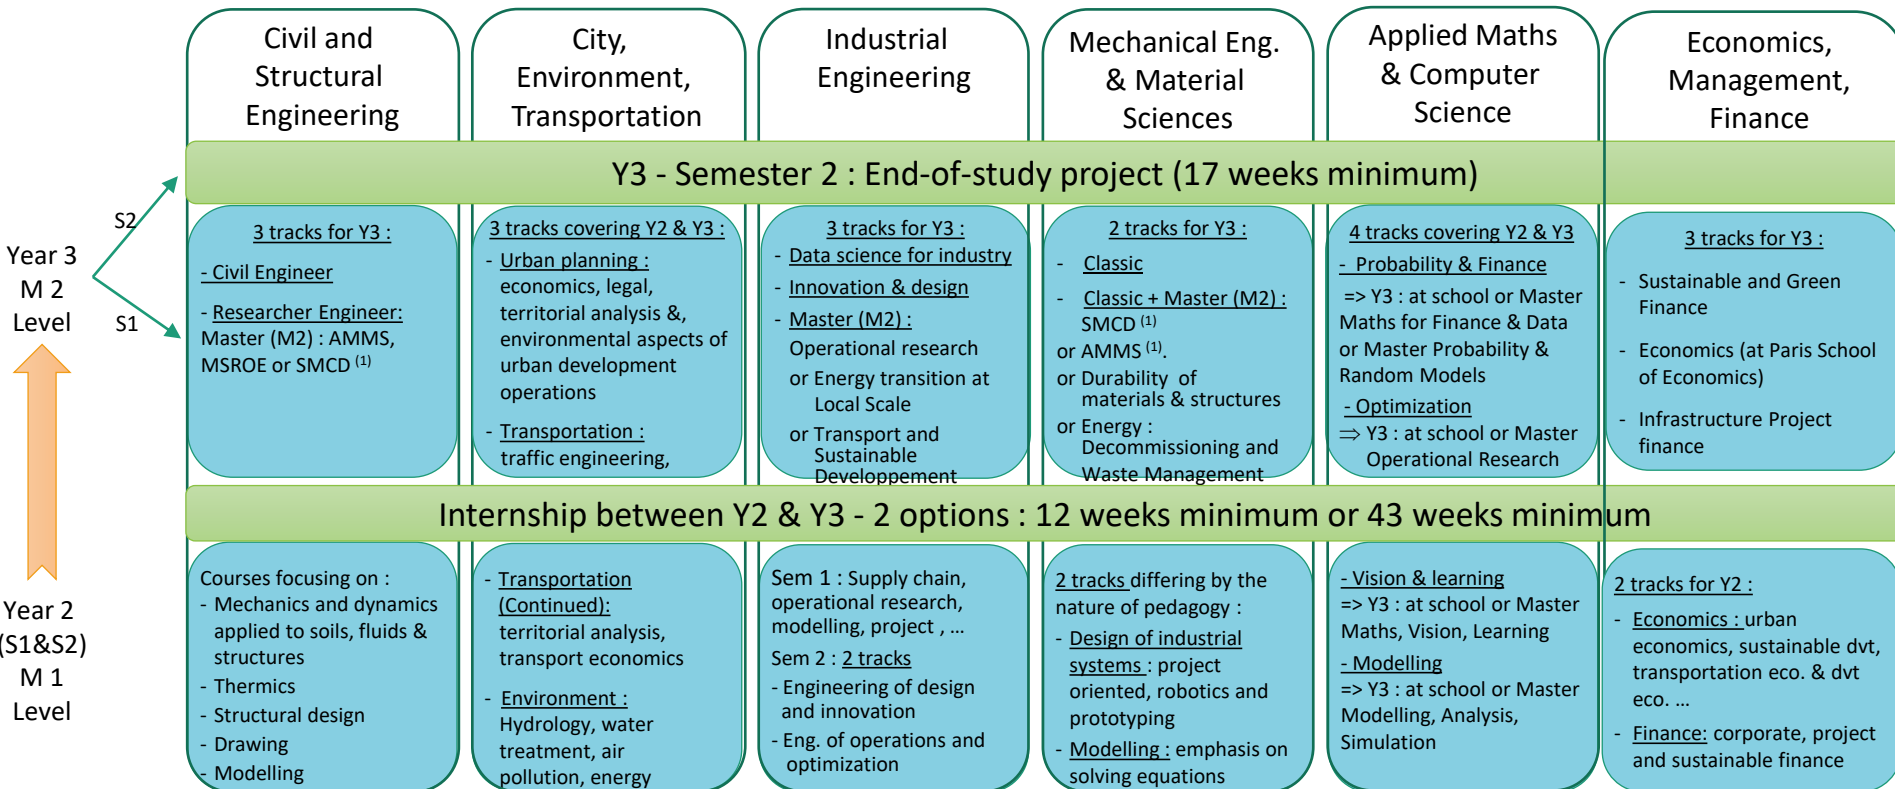 Civil and
Structural
Engineering
City,
Environment,
Transportation
Industrial
Engineering
Mechanical Eng.
& Material
Sciences
Applied Maths
& Computer
Science
Economics,
Management,
Finance
Y3 - Semester 2 : End-of-study project (17 weeks minimum)
Year 3
M 2
Level
S2
S1
3 tracks for Y3 :
- Civil Engineer
- Researcher Engineer:
Master (M2) : AMMS,
MSROE or SMCD (1)
3 tracks covering Y2 & Y3 :
- Urban planning :
economics, legal,
territorial analysis &,
environmental aspects of
urban development
operations
- Transportation :
traffic engineering,
3 tracks for Y3 :
- Data science for industry
- Innovation & design
- Master (M2) :
Operational research
or Energy transition at
Local Scale
or Transport and
Sustainable
Developpement
2 tracks for Y3 :
- Classic
- Classic + Master (M2) :
SMCD (1)
or AMMS (1).
or Durability of
materials & structures
or Energy :
Decommissioning and
Waste Management
4 tracks covering Y2 & Y3
- Probability & Finance
=> Y3 : at school or Master
Maths for Finance & Data
or Master Probability &
Random Models
- Optimization
⇒ Y3 : at school or Master
Operational Research
3 tracks for Y3 :
- Sustainable and Green
Finance
- Economics (at Paris School
of Economics)
- Infrastructure Project
finance
Internship between Y2 & Y3 - 2 options : 12 weeks minimum or 43 weeks minimum
Year 2
(S1&S2)
M 1
Level
Courses focusing on :
- Mechanics and dynamics
applied to soils, fluids &
structures
- Thermics
- Structural design
- Drawing
- Modelling
- Transportation
(Continued):
territorial analysis,
transport economics
- Environment :
Hydrology, water
treatment, air
pollution, energy
Sem 1 : Supply chain,
operational research,
modelling, project , …
Sem 2 : 2 tracks
- Engineering of design
and innovation
- Eng. of operations and
optimization
2 tracks differing by the
nature of pedagogy :
- Design of industrial
systems : project
oriented, robotics and
prototyping
- Modelling : emphasis on
solving equations
- Vision & learning
=> Y3 : at school or Master
Maths, Vision, Learning
- Modelling
=> Y3 : at school or Master
Modelling, Analysis,
Simulation
2 tracks for Y2 :
- Economics : urban
economics, sustainable dvt,
transportation eco. & dvt
eco. …
- Finance: corporate, project
and sustainable finance